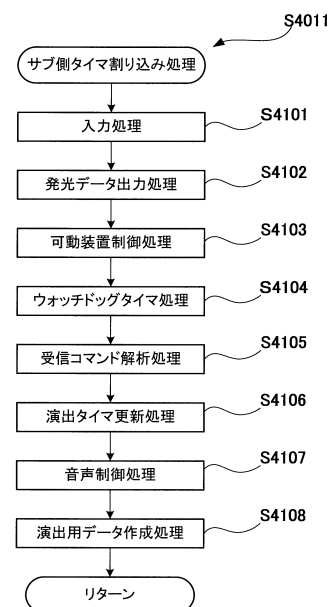 S4011
サブ側タイマ割り込み処理
入力処理
S4101
発光データ出力処理
S4102
可動装置制御処理
S4103
ウォッチドッグタイマ処理
S4104
受信コマンド解析処理
S4105
演出タイマ更新処理
S4106
音声制御処理
S4107
演出用データ作成処理
S4108
リターン